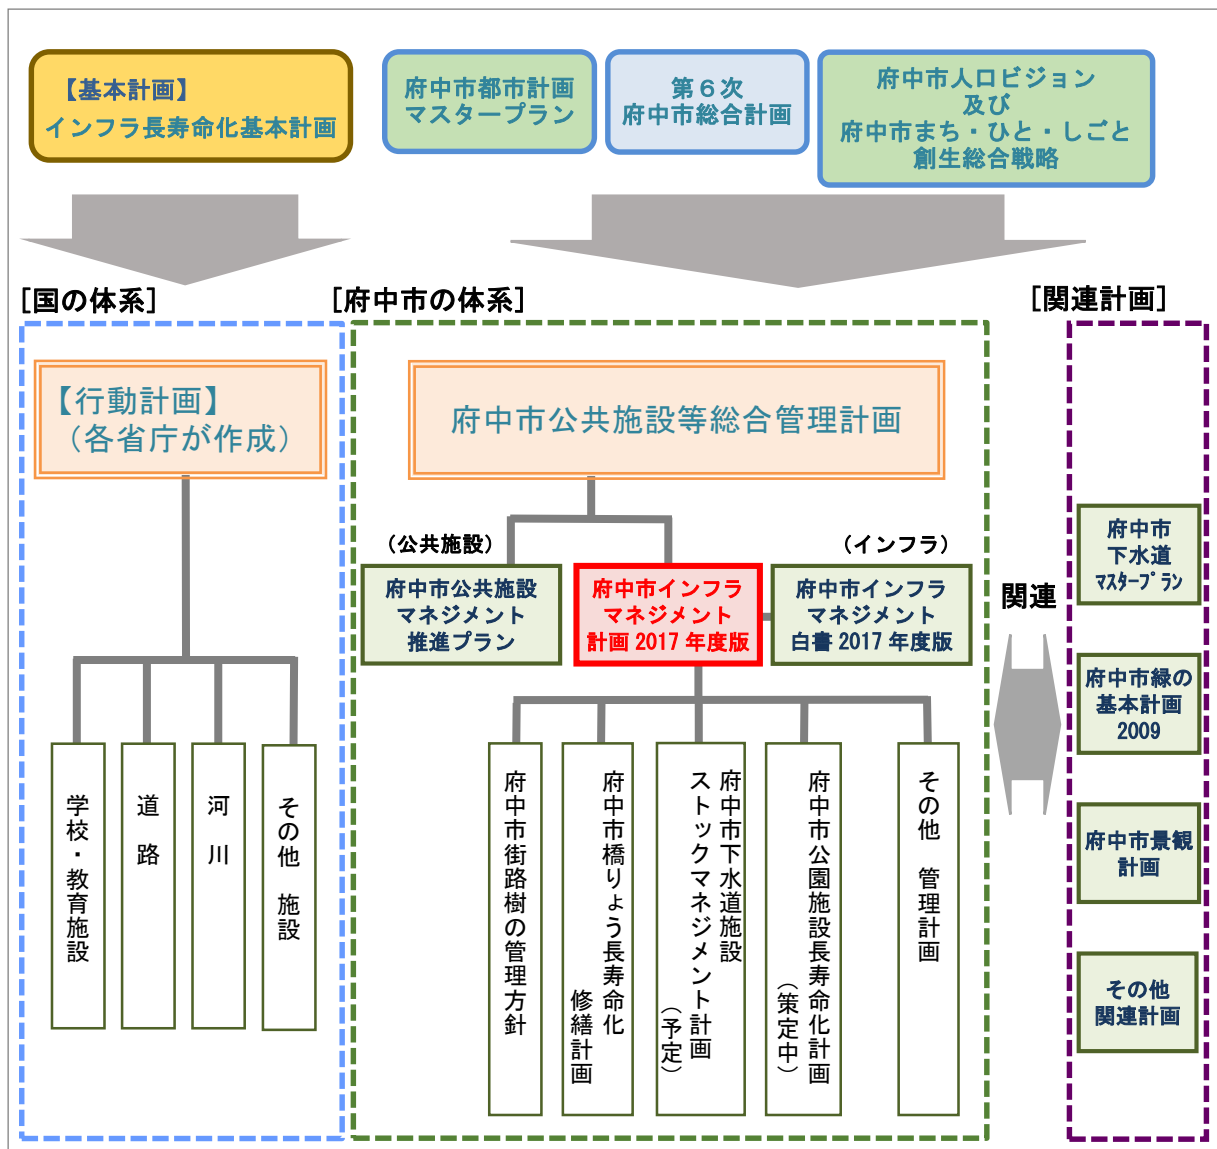 【基本計画】
インフラ長寿命化基本計画
府中市都市計画
マスタープラン
第６次
府中市総合計画
府中市人口ビジョン
及び
府中市まち・ひと・しごと
創生総合戦略
[国の体系]
[府中市の体系]
[関連計画]
【行動計画】
（各省庁が作成）
府中市公共施設等総合管理計画
（公共施設）
（インフラ）
府中市公共施設
マネジメント
推進プラン
府中市インフラ
マネジメント
計画 2017 年度版
府中市インフラ
マネジメント
白書 2017 年度版
関連
府中市
下水道
ﾏｽﾀｰﾌﾟﾗﾝ
府中市緑の
基本計画
2009
府中市景観
計画
その他
関連計画
学校・教育施設
道　路
河　川
その他　施設
府中市街路樹の管理方針
府中市橋りょう長寿命化
修繕計画
府中市下水道施設
ストックマネジメント計画
（予定）
府中市公園施設長寿命化計画
（策定中）
その他　管理計画